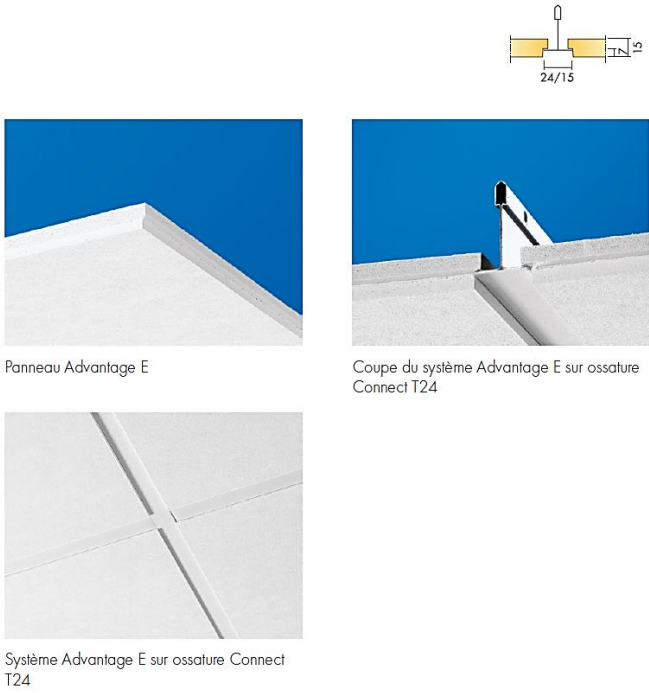 24/15
7
15
Panneau Advantage E
Coupe du système Advantage E sur ossature
Connect T24
Système Advantage E sur ossature Connect
T24